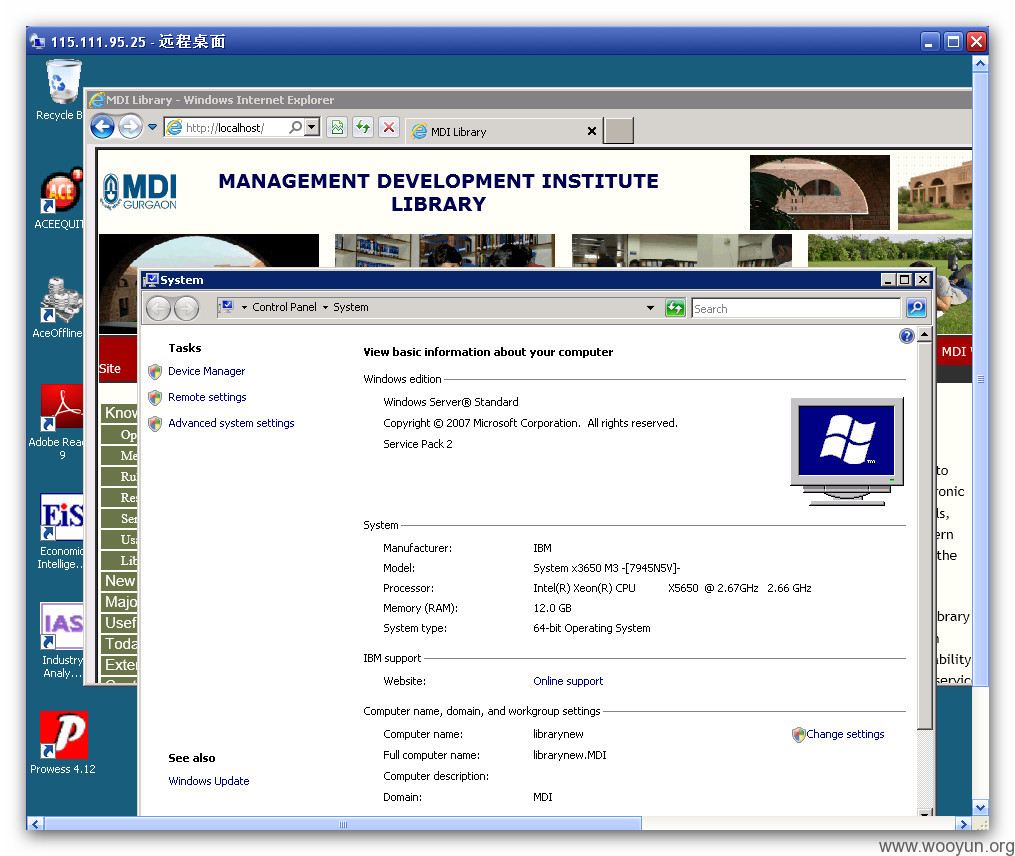 115.111.95.25 - 远程桌面
Recycle B
ACEEQUIT
AceOffline
Adobe Rea
9
EiS
Economic
Intellige...
IAS
Industry
Analy...
Prowess 4.12
MDI Library - Windows Internet Explorer
http://localhost/
MDI Library
MDI
GURGAON
MANAGEMENT DEVELOPMENT INSTITUTE
LIBRARY
Site
MDI
Know
Op
Me
Ru
Res
Ser
Usa
Lib
New
Majo
Usef
Toda
Exter
to
ronic
ls,
ern
the
brary
ability
servic
System
Control Panel
System
Search
Tasks
Device Manager
Remote settings
Advanced system settings
See also
Windows Update
View basic information about your computer
Windows edition
Windows Server® Standard
Copyright © 2007 Microsoft Corporation. All rights reserved.
Service Pack 2
System
Manufacturer: IBM
Model: System x3650 M3 -[7945N5V]-
Processor: Intel(R) Xeon(R) CPU X5650 @ 2.67GHz 2.66 GHz
Memory (RAM): 12.0 GB
System type: 64-bit Operating System
IBM support
Website: Online support
Computer name, domain, and workgroup settings
Computer name: librarynew
Change settings
Full computer name: librarynew.MDI
Computer description:
Domain: MDI
www.wooyun.org